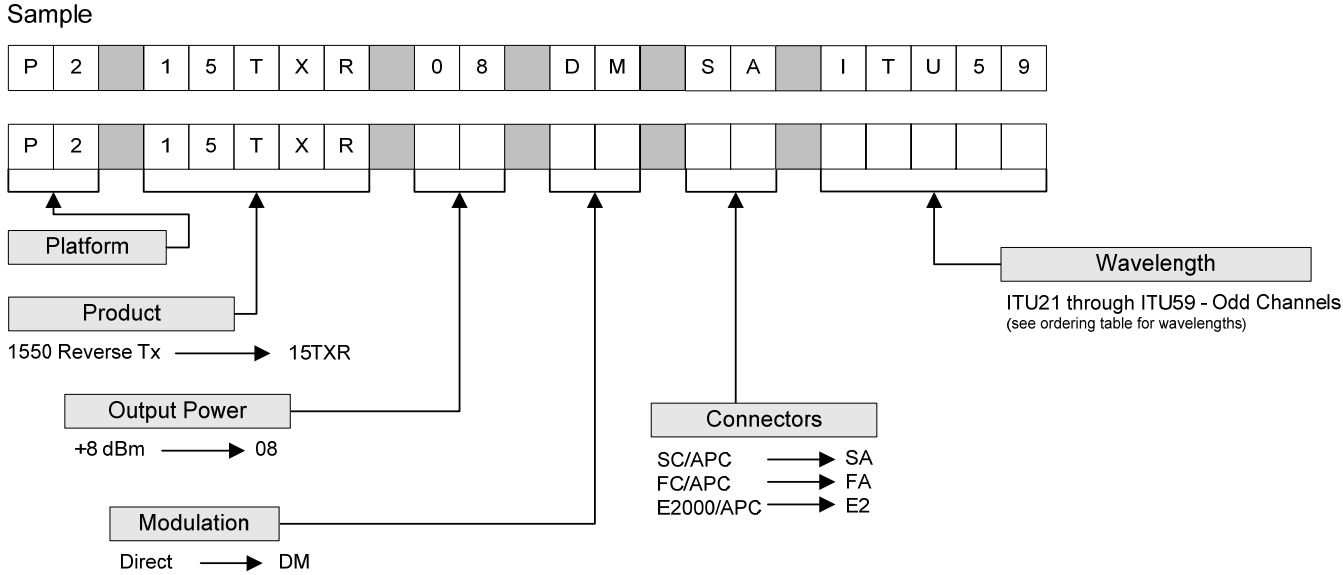 Sample
P 2 1 5 T X R 0 8 D M S A I T U 5 9
P 2 1 5 T X R
Platform
Wavelength
ITU21 through ITU59 - Odd Channels
(see ordering table for wavelengths)
Product
1550 Reverse Tx 15TXR
Output Power
+8 dBm 08
Connectors
SC/APC SA
FC/APC FA
E2000/APC E2
Modulation
Direct DM